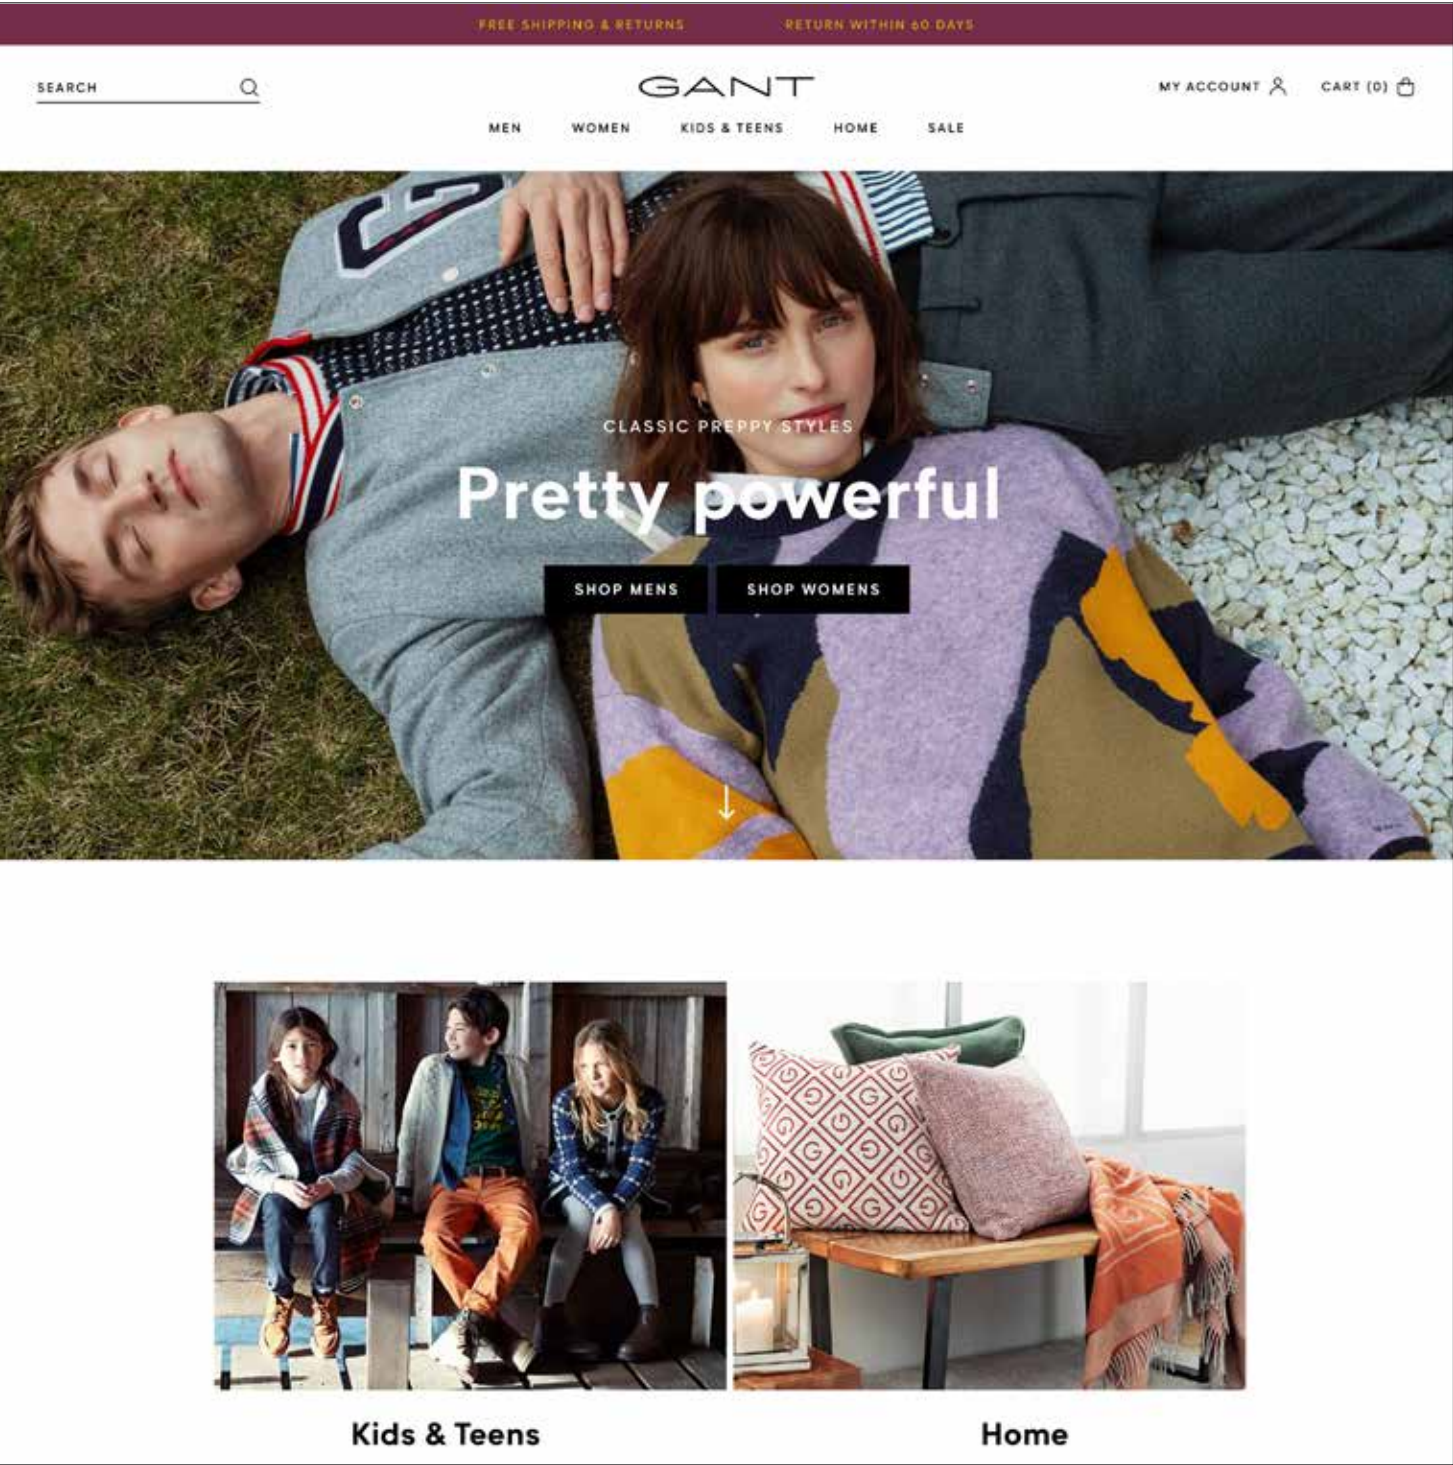 FREE SHIPPING & RETURNS
RETURN WITHIN 60 DAYS
SEARCH
GANT
MY ACCOUNT
CART (0)
MEN
WOMEN
KIDS & TEENS
HOME
SALE
CLASSIC PREPPY STYLES
Pretty powerful
SHOP MENS
SHOP WOMENS
Kids & Teens
Home